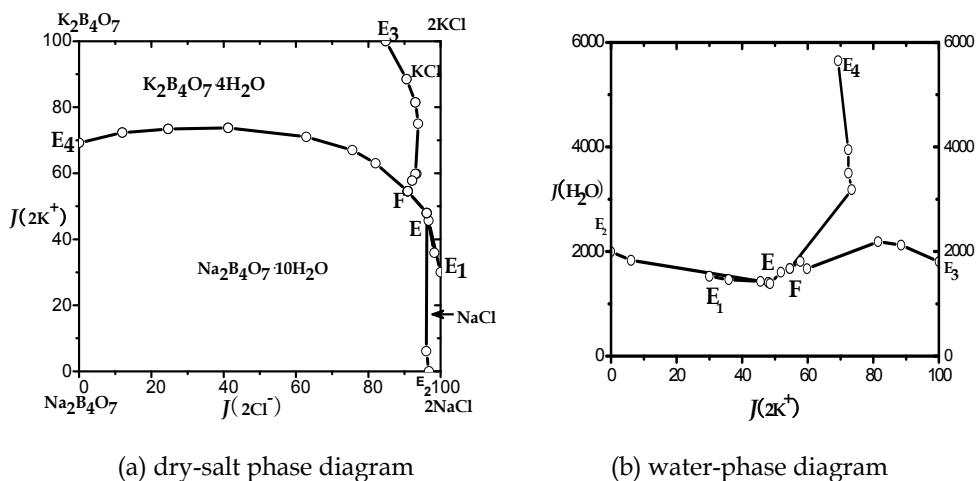 K₂B₄O₇
E₃
2KCl
100
80
60
40
20
0
KCl
K₂B₄O₇·4H₂O
E₄
F
E
E₁
J(2K⁺)
Na₂B₄O₇·10H₂O
NaCl
0 20 40 60 80 E₂ 100
Na₂B₄O₇
J(2Cl⁻)
2NaCl
(a) dry-salt phase diagram
6000
4000
2000
0
6000
4000
2000
0
E₄
J(H₂O)
E₂
E
E₁
F
E₃
0 20 40 60 80 100
J(2K⁺)
(b) water-phase diagram